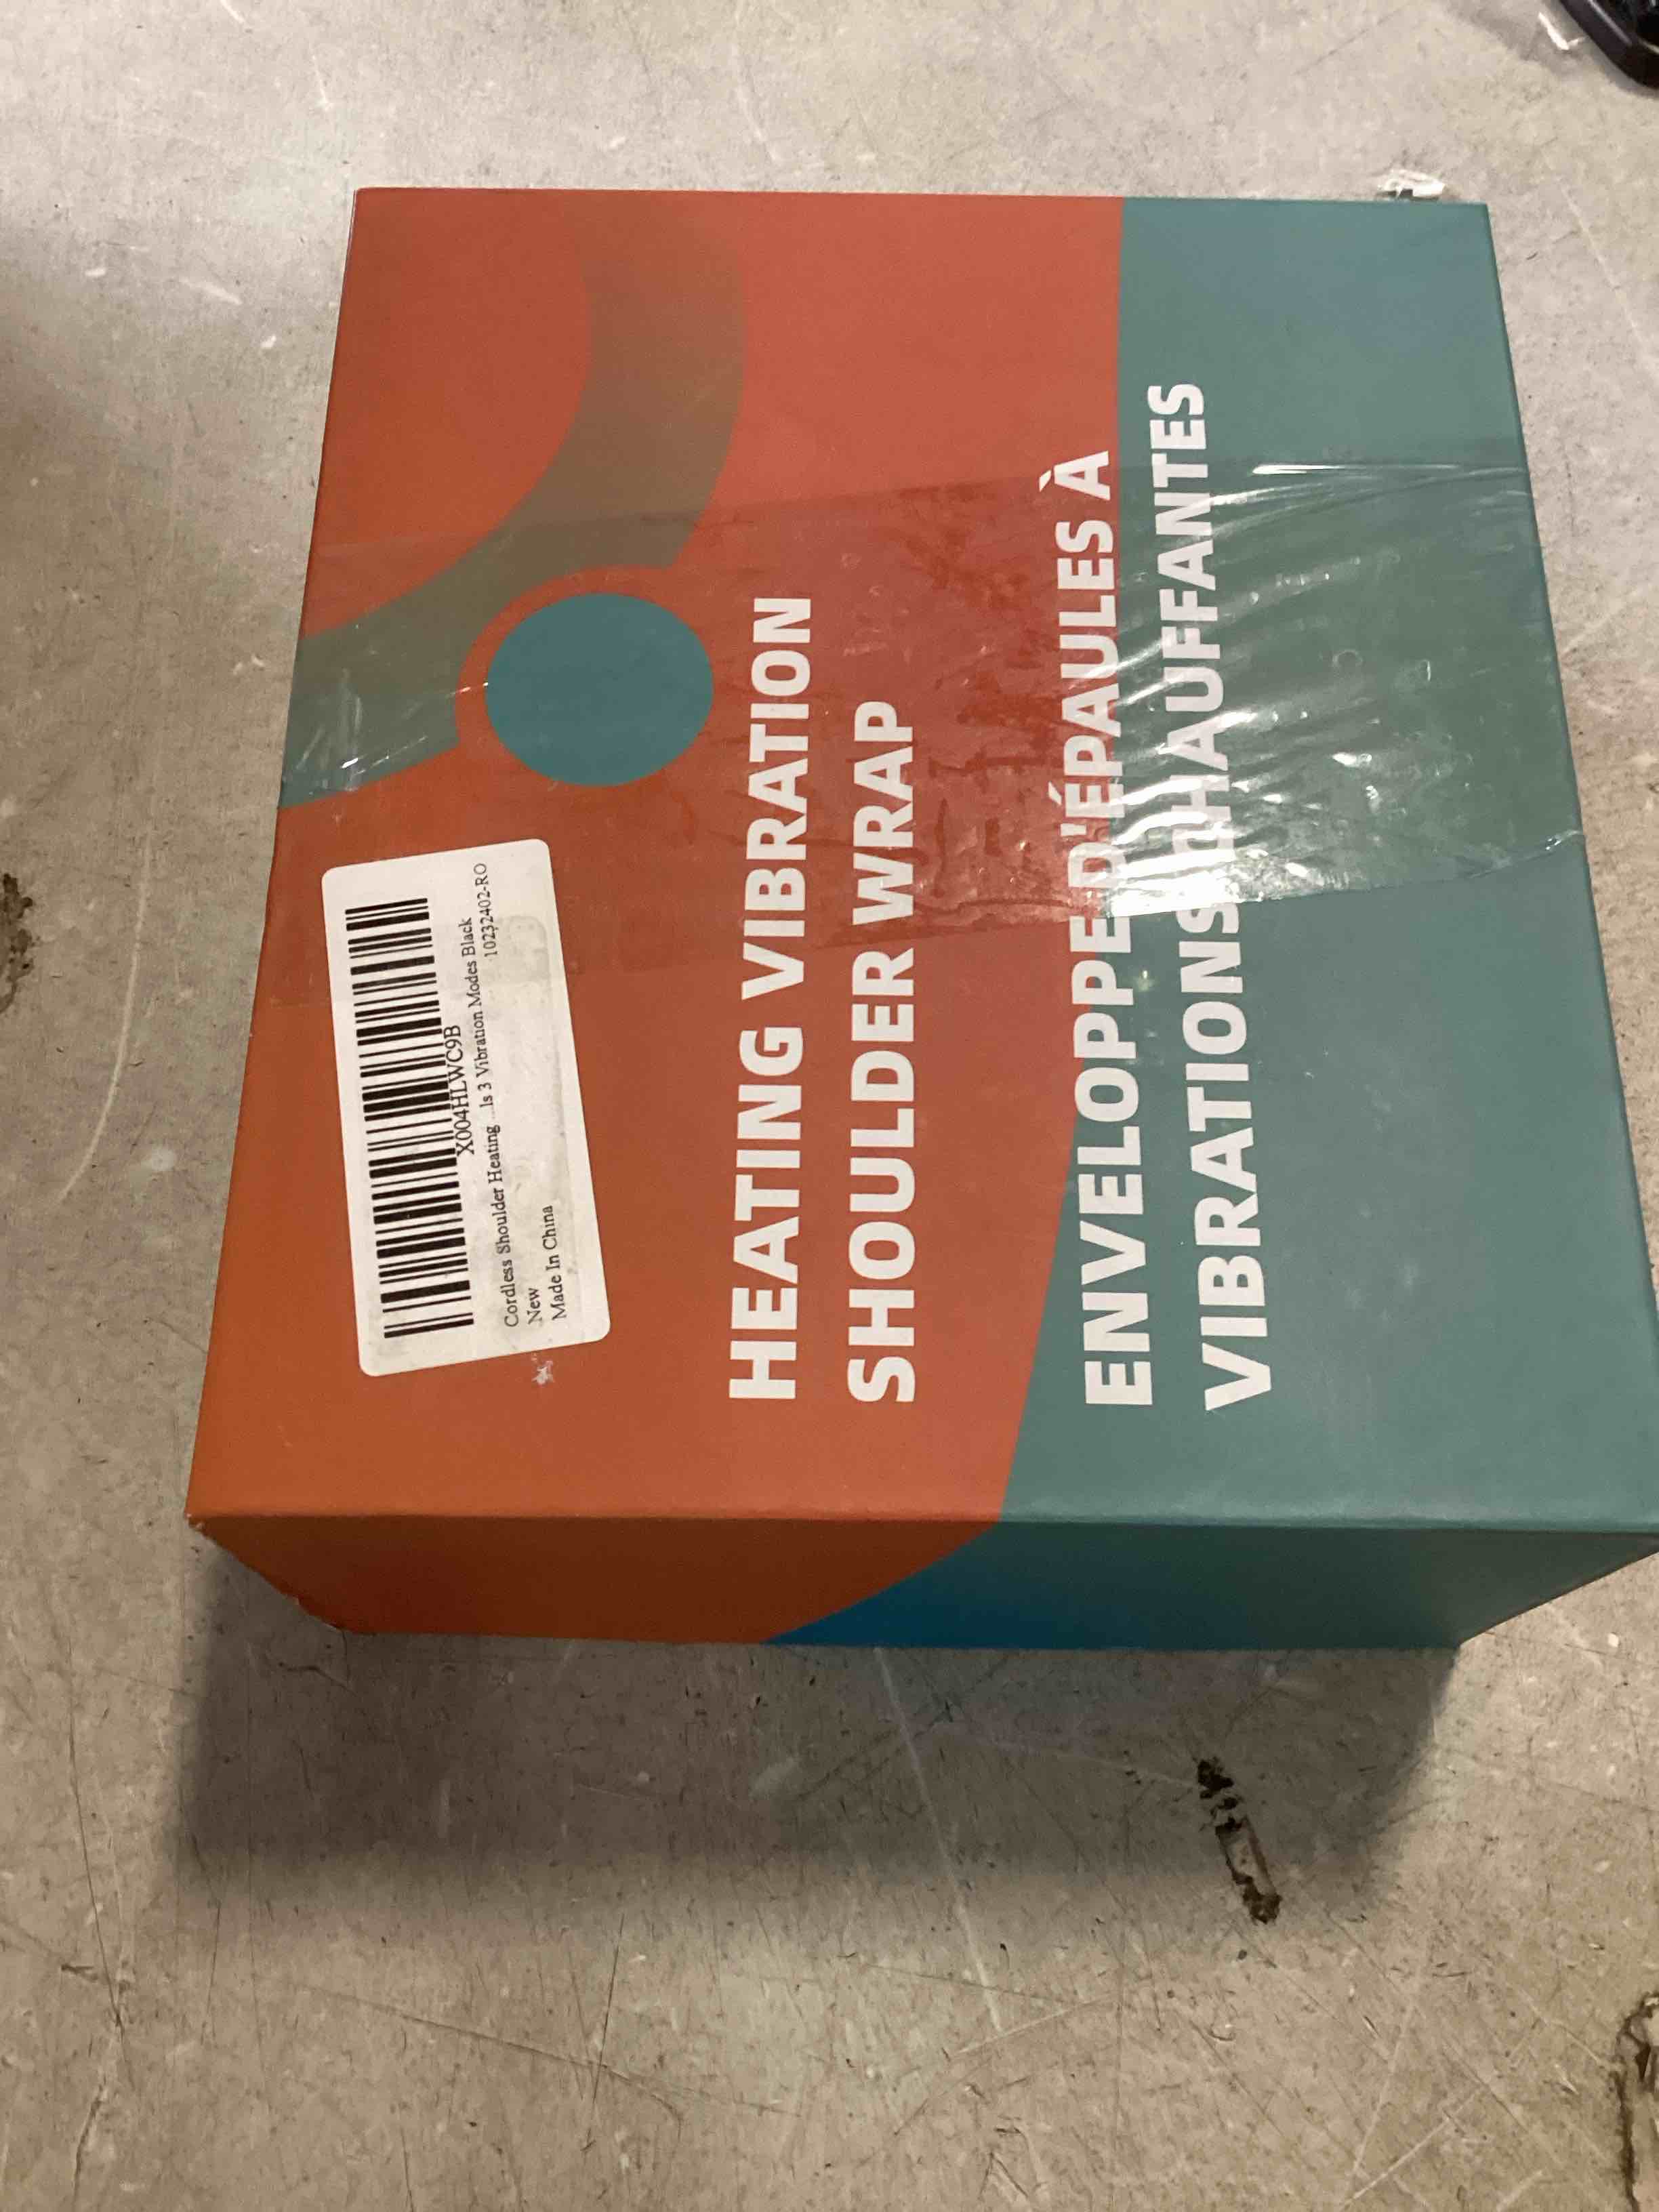 X004HLWC9B
Cordless Shoulder Heating ...ls 3 Vibration Modes Black
New 10232402-RO
Made In China
HEATING VIBRATION
SHOULDER WRAP
ENVELOPPE D'ÉPAULES À
VIBRATIONS CHAUFFANTES